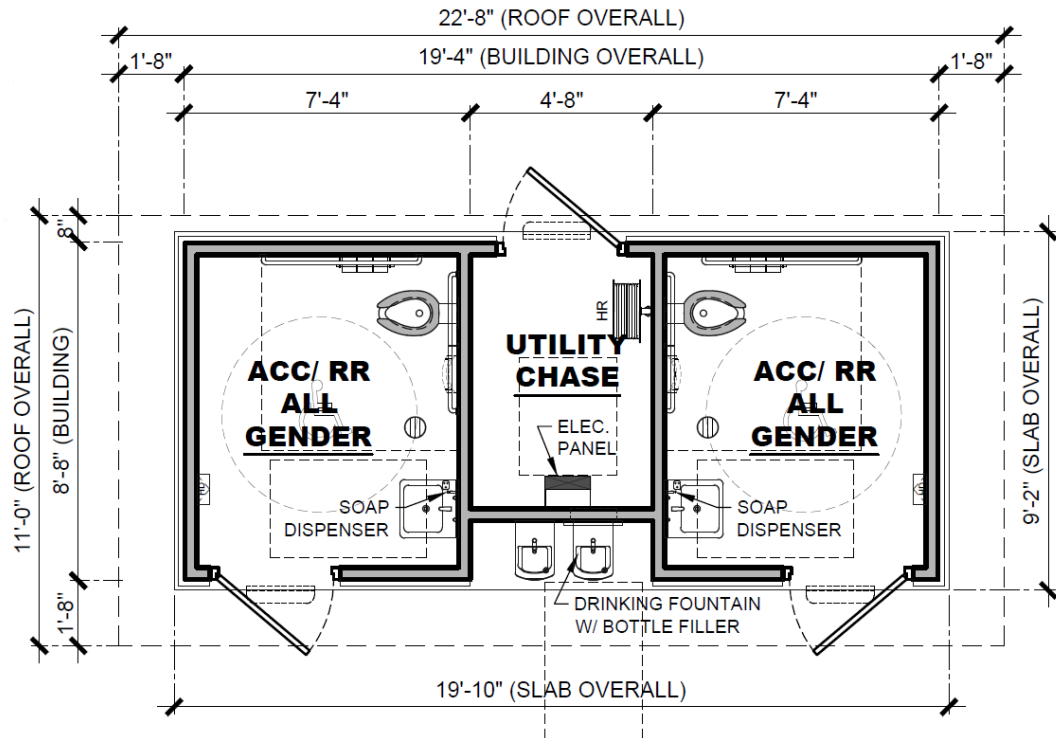 22'-8" (ROOF OVERALL)
1'-8"
19'-4" (BUILDING OVERALL)
1'-8"
7'-4"
4'-8"
7'-4"
8"
11'-0" (ROOF OVERALL)
8'-8" (BUILDING)
1'-8"
9'-2" (SLAB OVERALL)
HR
UTILITY
CHASE
ACC/ RR
ALL
GENDER
ACC/ RR
ALL
GENDER
ELEC.
PANEL
SOAP
DISPENSER
SOAP
DISPENSER
DRINKING FOUNTAIN
W/ BOTTLE FILLER
19'-10" (SLAB OVERALL)